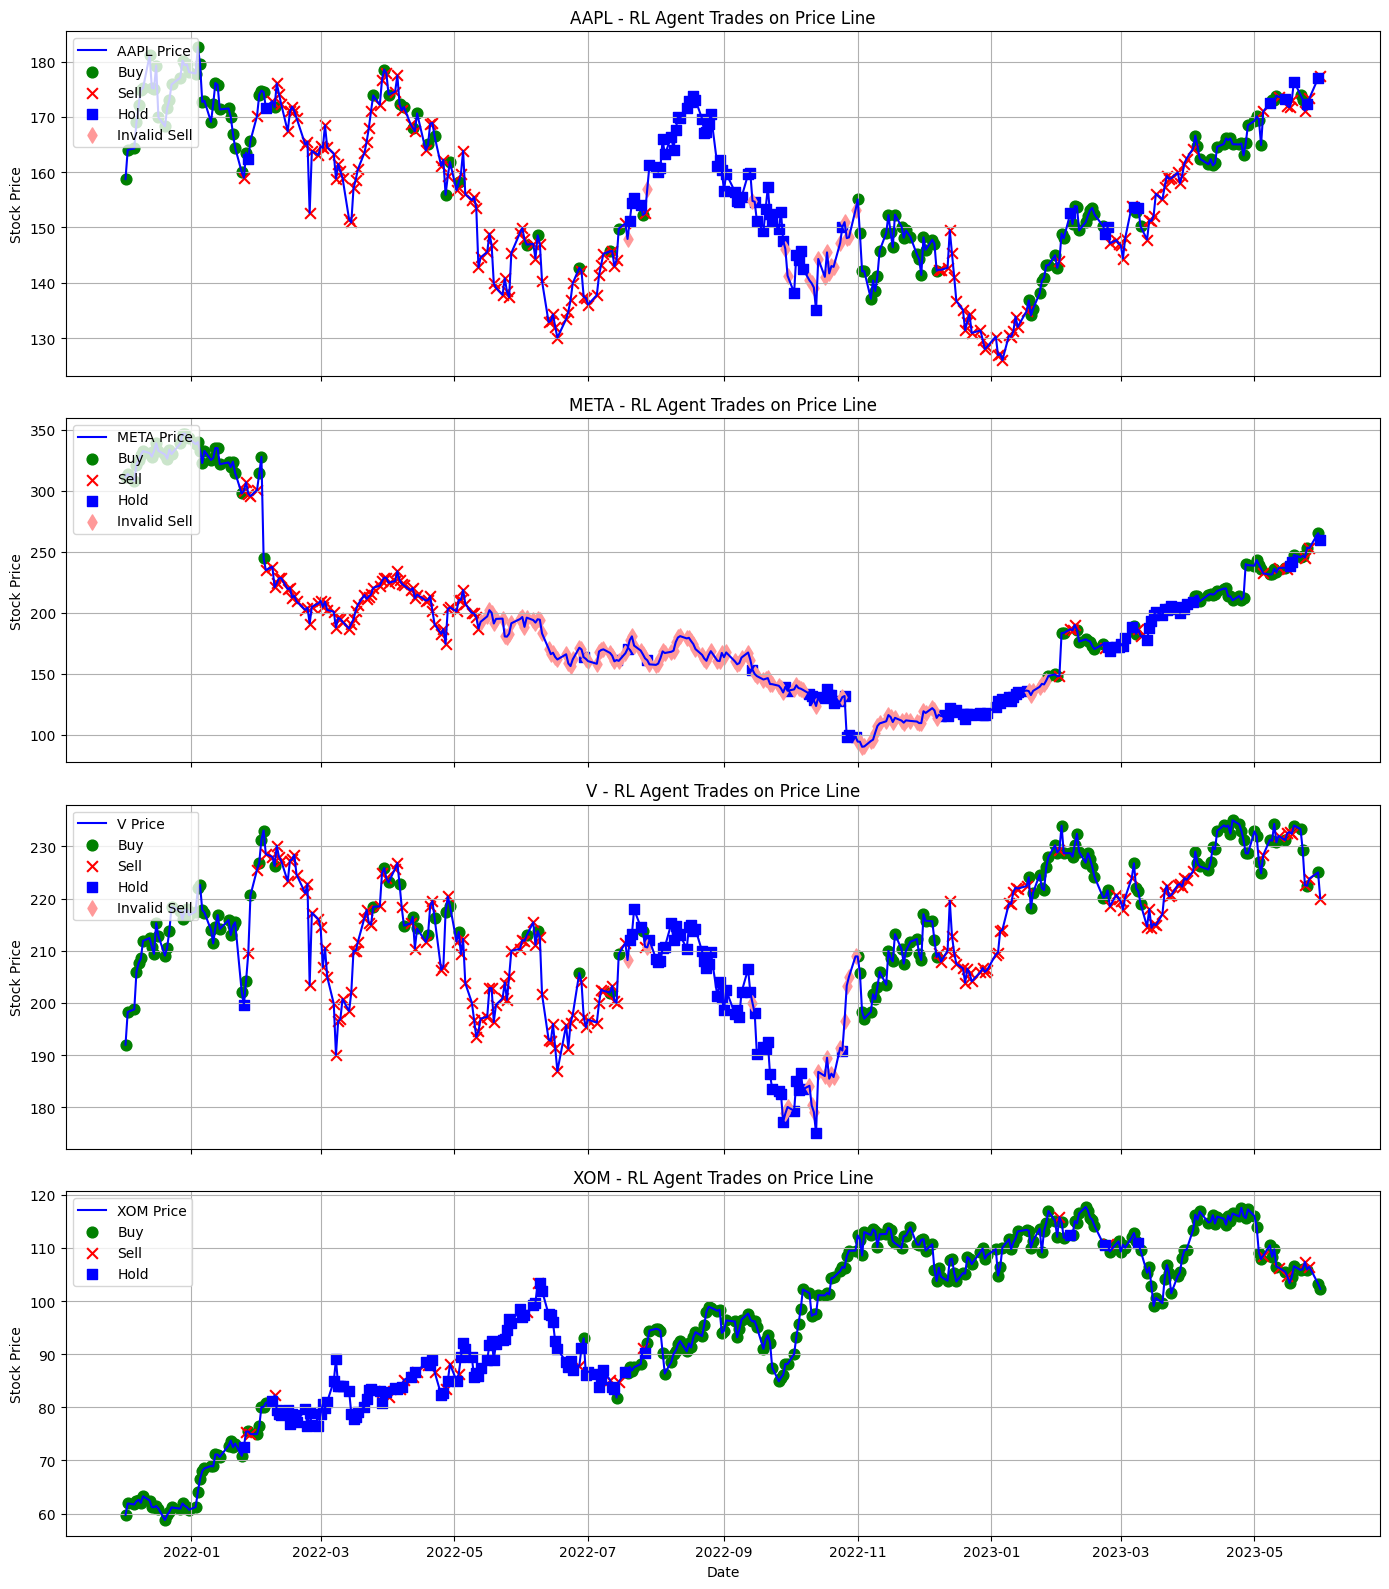 AAPL - RL Agent Trades on Price Line
AAPL Price
Buy
Sell
Hold
Invalid Sell
Stock Price
180
170
160
150
140
130
META - RL Agent Trades on Price Line
META Price
Buy
Sell
Hold
Invalid Sell
Stock Price
350
300
250
200
150
100
V - RL Agent Trades on Price Line
V Price
Buy
Sell
Hold
Invalid Sell
Stock Price
230
220
210
200
190
180
XOM - RL Agent Trades on Price Line
XOM Price
Buy
Sell
Hold
Stock Price
120
110
100
90
80
70
60
2022-01 2022-03 2022-05 2022-07 2022-09 2022-11 2023-01 2023-03 2023-05
Date